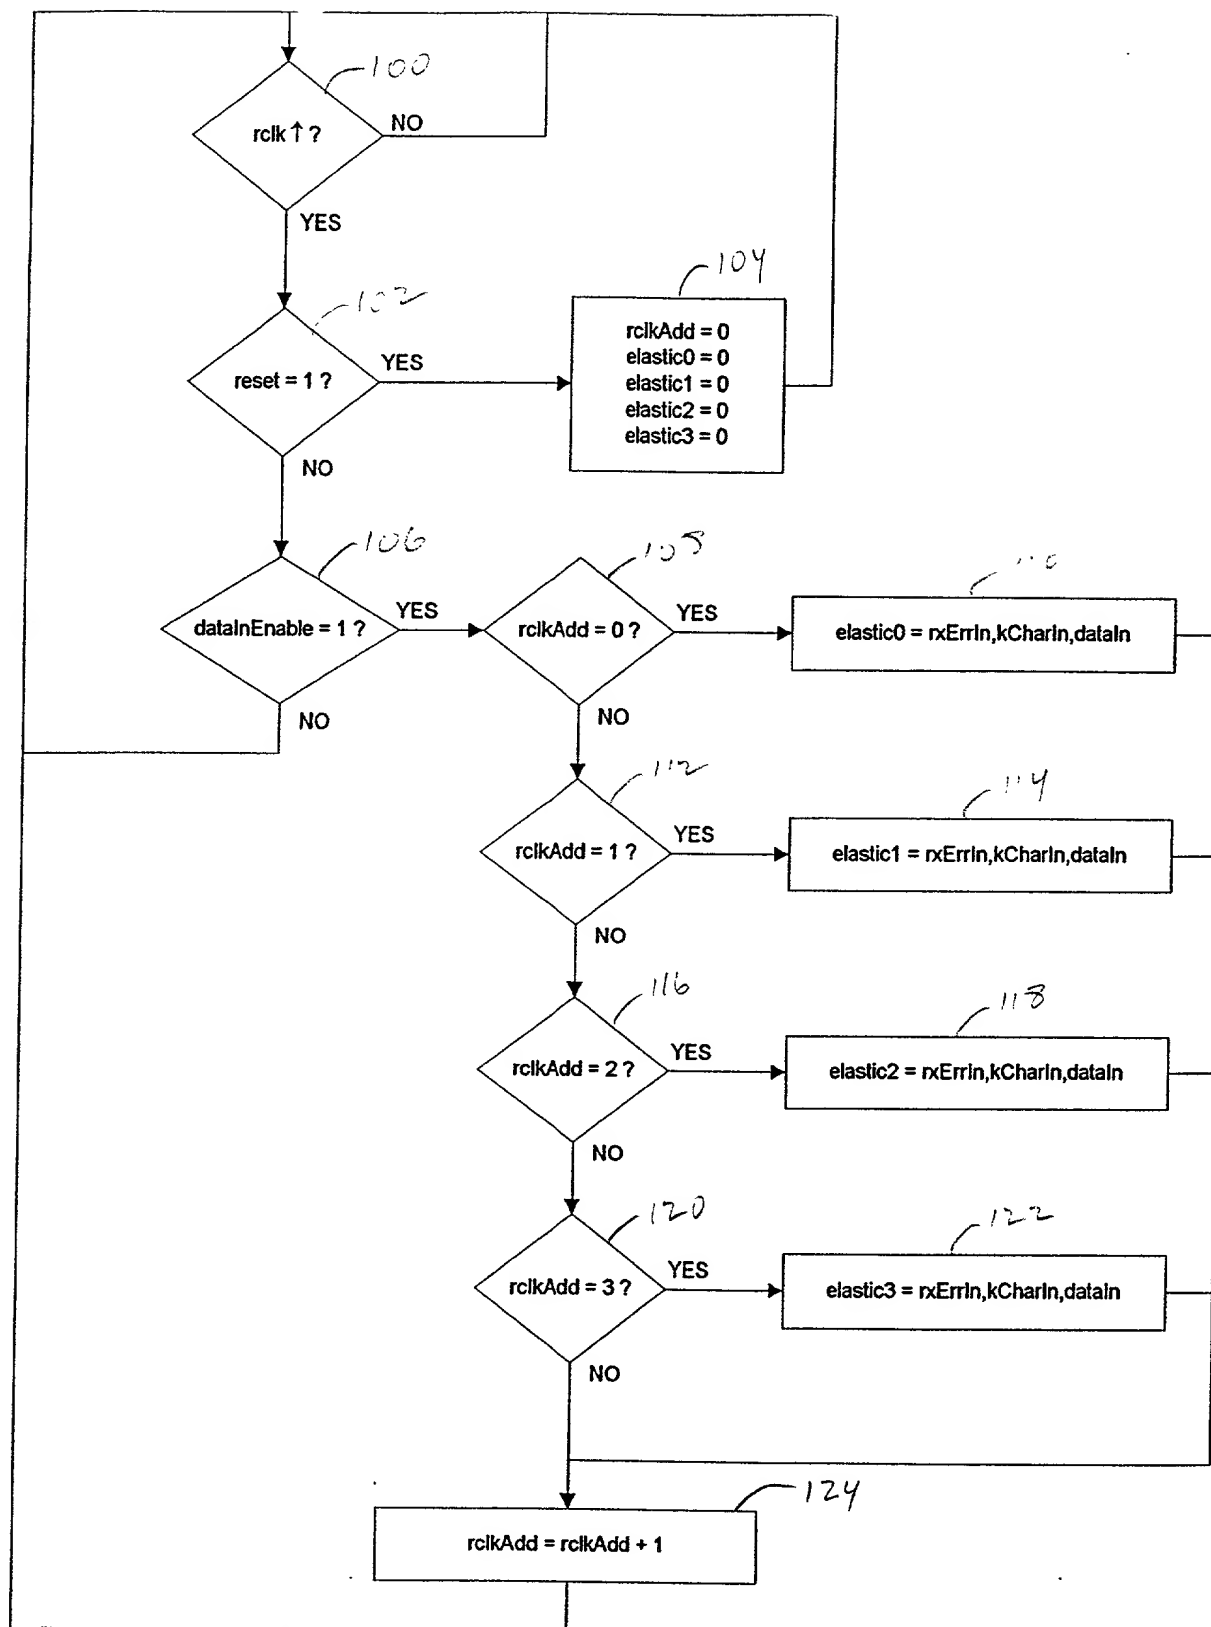 100
rclk ↑ ?
NO
YES
102
104
reset = 1 ?
YES
rclkAdd = 0
elastic0 = 0
elastic1 = 0
elastic2 = 0
elastic3 = 0
NO
106
108
dataInEnable = 1 ?
YES
rclkAdd = 0 ?
YES
elastic0 = rxErrIn,kCharIn,dataIn
NO
NO
112
114
rclkAdd = 1 ?
YES
elastic1 = rxErrIn,kCharIn,dataIn
NO
116
118
rclkAdd = 2 ?
YES
elastic2 = rxErrIn,kCharIn,dataIn
NO
120
122
rclkAdd = 3 ?
YES
elastic3 = rxErrIn,kCharIn,dataIn
NO
124
rclkAdd = rclkAdd + 1